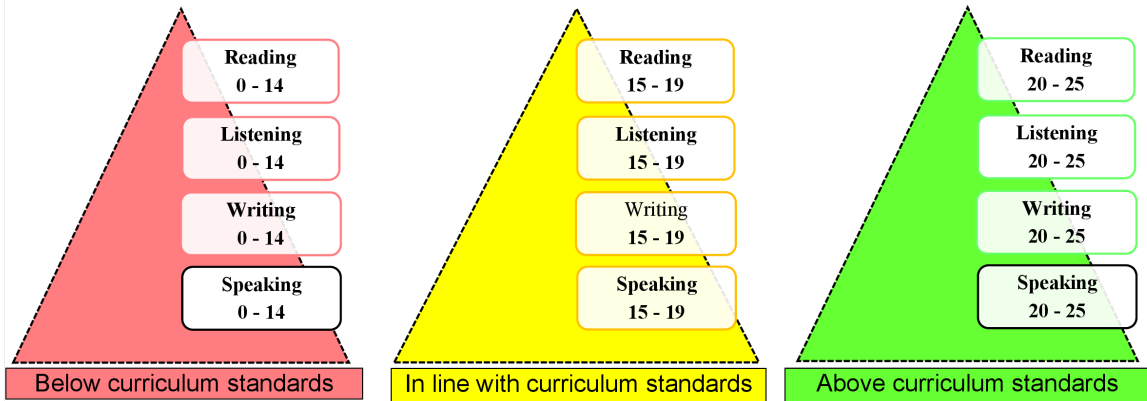 Reading
0 - 14
Listening
0 - 14
Writing
0 - 14
Speaking
0 - 14
Below curriculum standards
Reading
15 - 19
Listening
15 - 19
Writing
15 - 19
Speaking
15 - 19
In line with curriculum standards
Reading
20 - 25
Listening
20 - 25
Writing
20 - 25
Speaking
20 - 25
Above curriculum standards